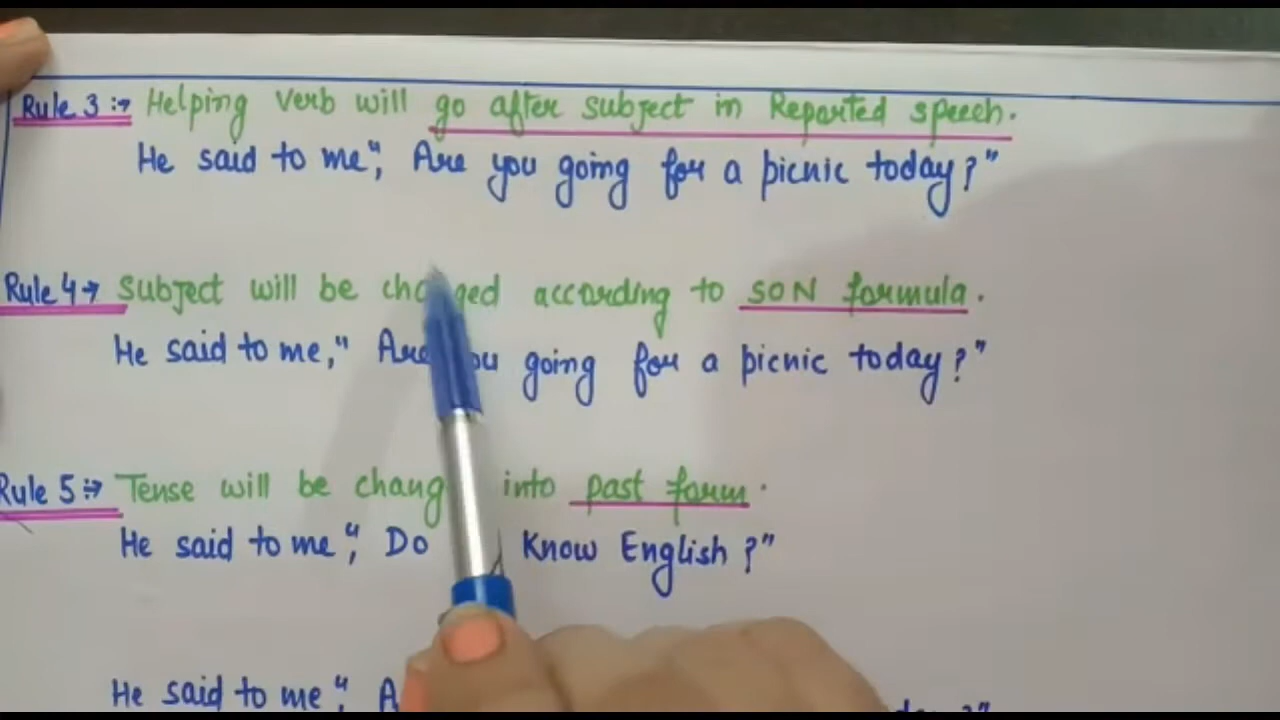 Rule 3 :→ Helping verb will go after subject in Reported speech.
He said to me", Are you going for a picnic today?"
Rule 4 → Subject will be changed according to SON formula.
He said to me," Are you going for a picnic today?"
Rule 5 :→ Tense will be chang into past form.
He said to me", Do Know English?"
He said to me",